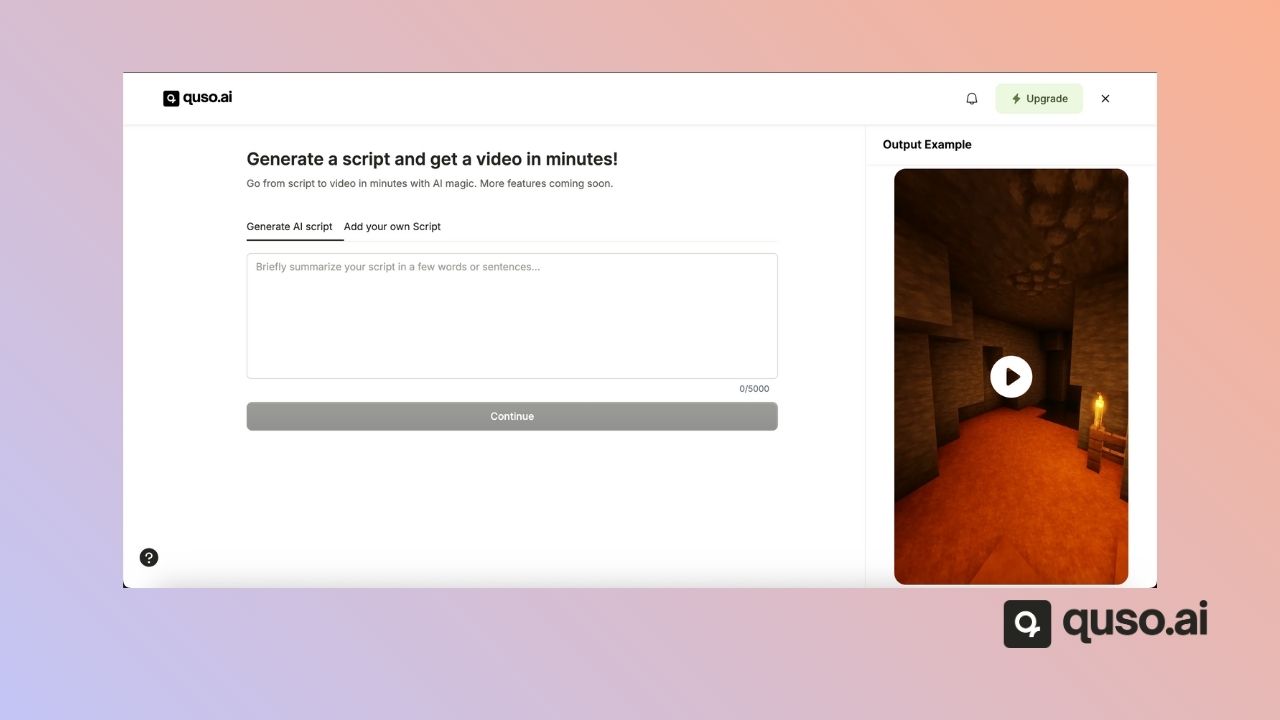 quso.ai
Upgrade
Generate a script and get a video in minutes!
Go from script to video in minutes with AI magic. More features coming soon.
Generate AI script
Add your own Script
Briefly summarize your script in a few words or sentences...
0/5000
Continue
Output Example
quso.ai